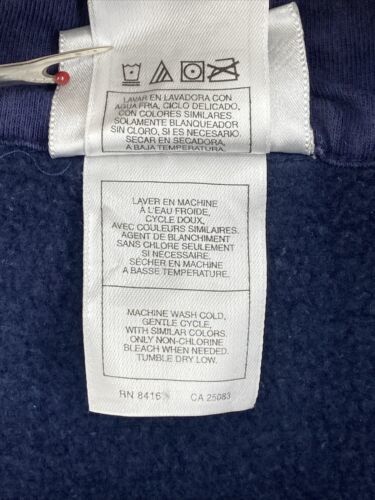 LAVAR EN LAVADORA CON
AGUA FRIA, CICLO DELICADO,
CON COLORES SIMILARES.
SOLAMENTE BLANQUEADOR
SIN CLORO, SI ES NECESARIO.
SECAR EN SECADORA,
A BAJA TEMPERATURA.
LAVER EN MACHINE
À L'EAU FROIDE,
CYCLE DOUX,
AVEC COULEURS SIMILAIRES.
AGENT DE BLANCHIMENT
SANS CHLORE SEULEMENT
SI NÉCESSAIRE.
SÉCHER EN MACHINE
À BASSE TEMPÉRATURE.
MACHINE WASH COLD,
GENTLE CYCLE,
WITH SIMILAR COLORS.
ONLY NON-CHLORINE
BLEACH WHEN NEEDED.
TUMBLE DRY LOW.
RN CA 25083